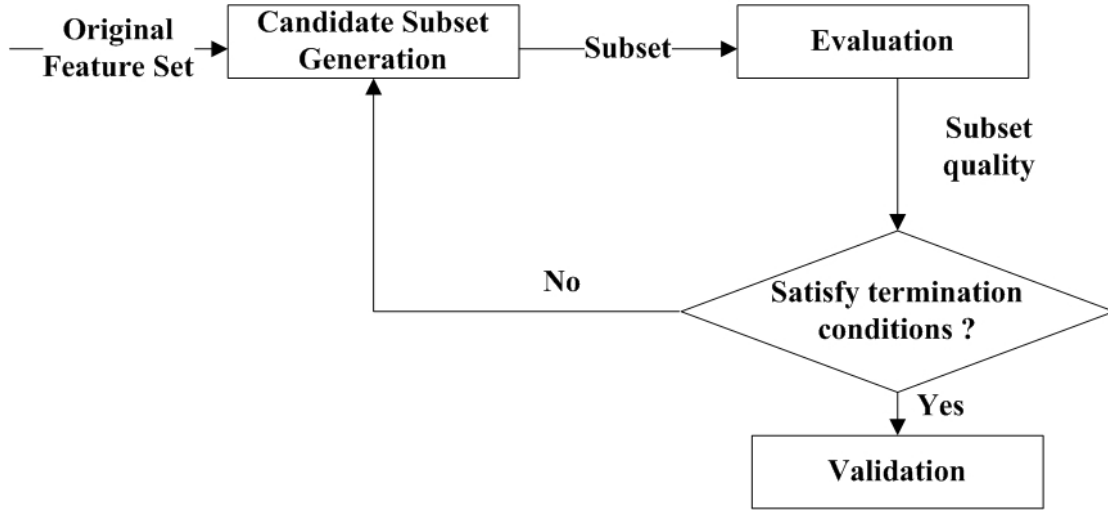 Original
Feature Set
Candidate Subset
Generation
Subset
Evaluation
Subset
quality
Satisfy termination
conditions ?
No
Yes
Validation